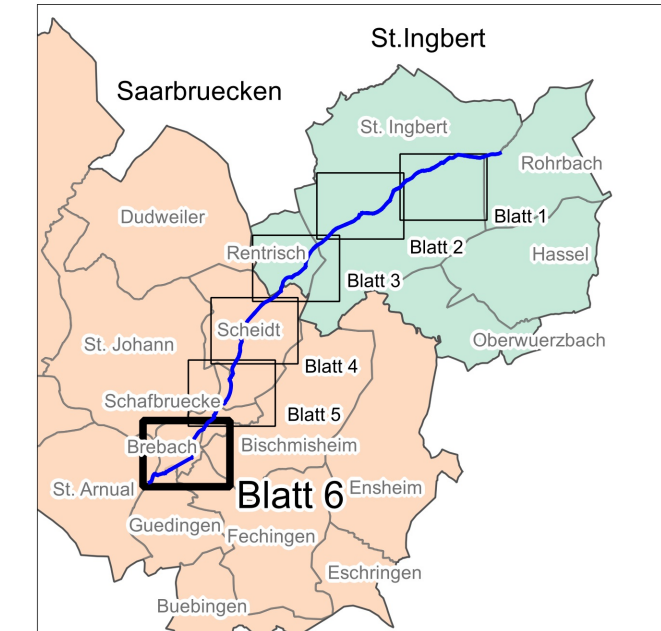 St.Ingbert
Saarbruecken
St. Ingbert
Rohrbach
Dudweiler
Blatt 1
Blatt 2
Rentrisch
Hassel
Blatt 3
Scheidt
St. Johann
Oberwuerzbach
Blatt 4
Schafbruecke
Blatt 5
Brebach
Bischmisheim
St. Arnual
Blatt 6
Ensheim
Guedingen
Fechingen
Eschringen
Buebingen